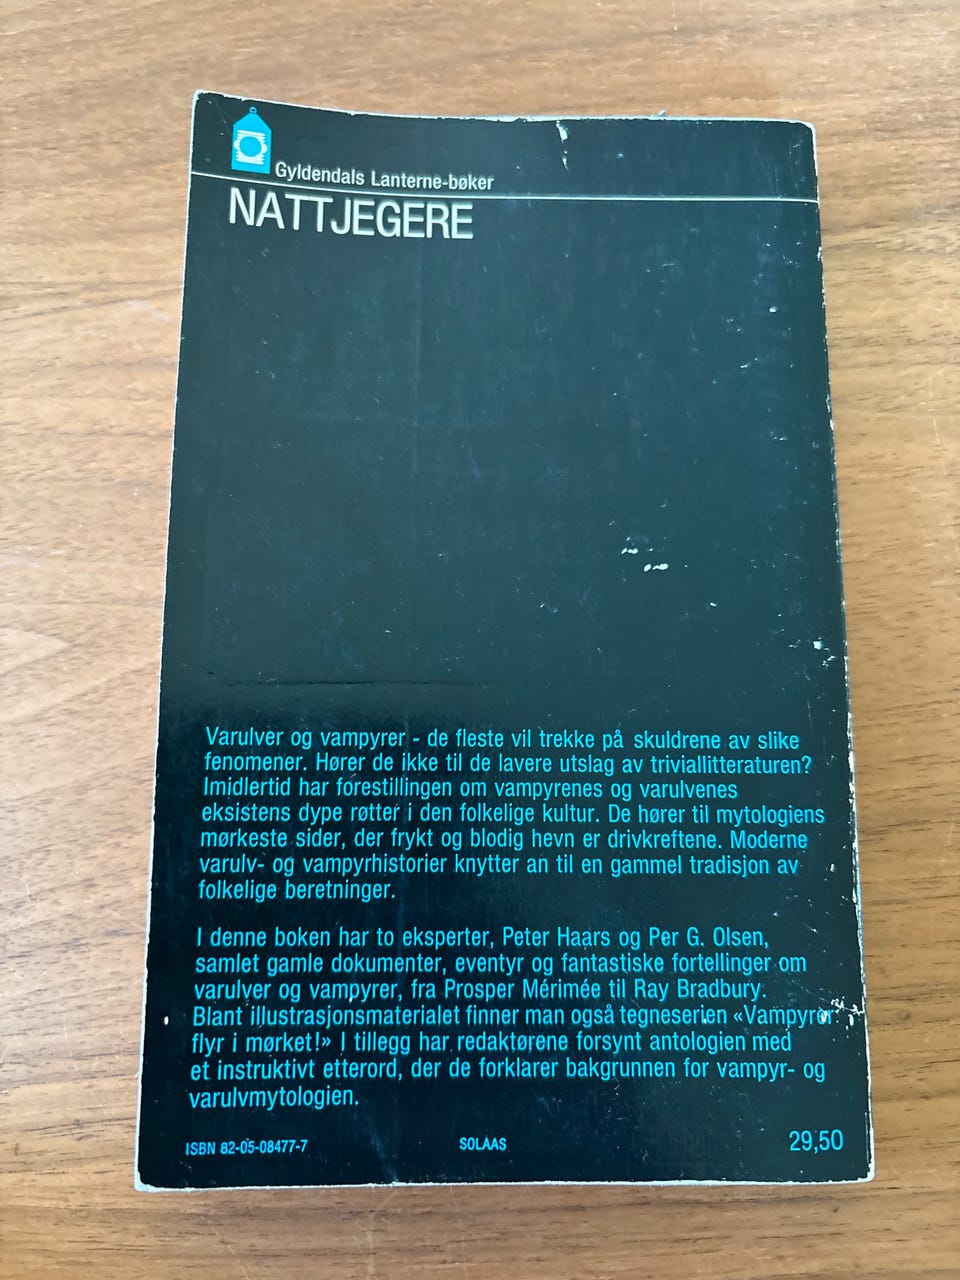 Gyldendals Lanterne-bøker
NATTJEGERE
Varulver og vampyrer - de fleste vil trekke på skuldrene av slike
fenomener. Hører de ikke til de lavere utslag av triviallitteraturen?
Imidlertid har forestillingen om vampyrenes og varulvenes
eksistens dype røtter i den folkelige kultur. De hører til mytologiens
mørkeste sider, der frykt og blodig hevn er drivkreftene. Moderne
varulv- og vampyrhistorier knytter an til en gammel tradisjon av
folkelige beretninger.
I denne boken har to eksperter, Peter Haars og Per G. Olsen,
samlet gamle dokumenter, eventyr og fantastiske fortellinger om
varulver og vampyrer, fra Prosper Mérimée til Ray Bradbury.
Blant illustrasjonsmaterialet finner man også tegneserien «Vampyrer
flyr i mørket!» I tillegg har redaktørene forsynt antologien med
et instruktivt etterord, der de forklarer bakgrunnen for vampyr- og
varulvmytologien.
ISBN 82-05-08477-7 SOLAAS 29,50